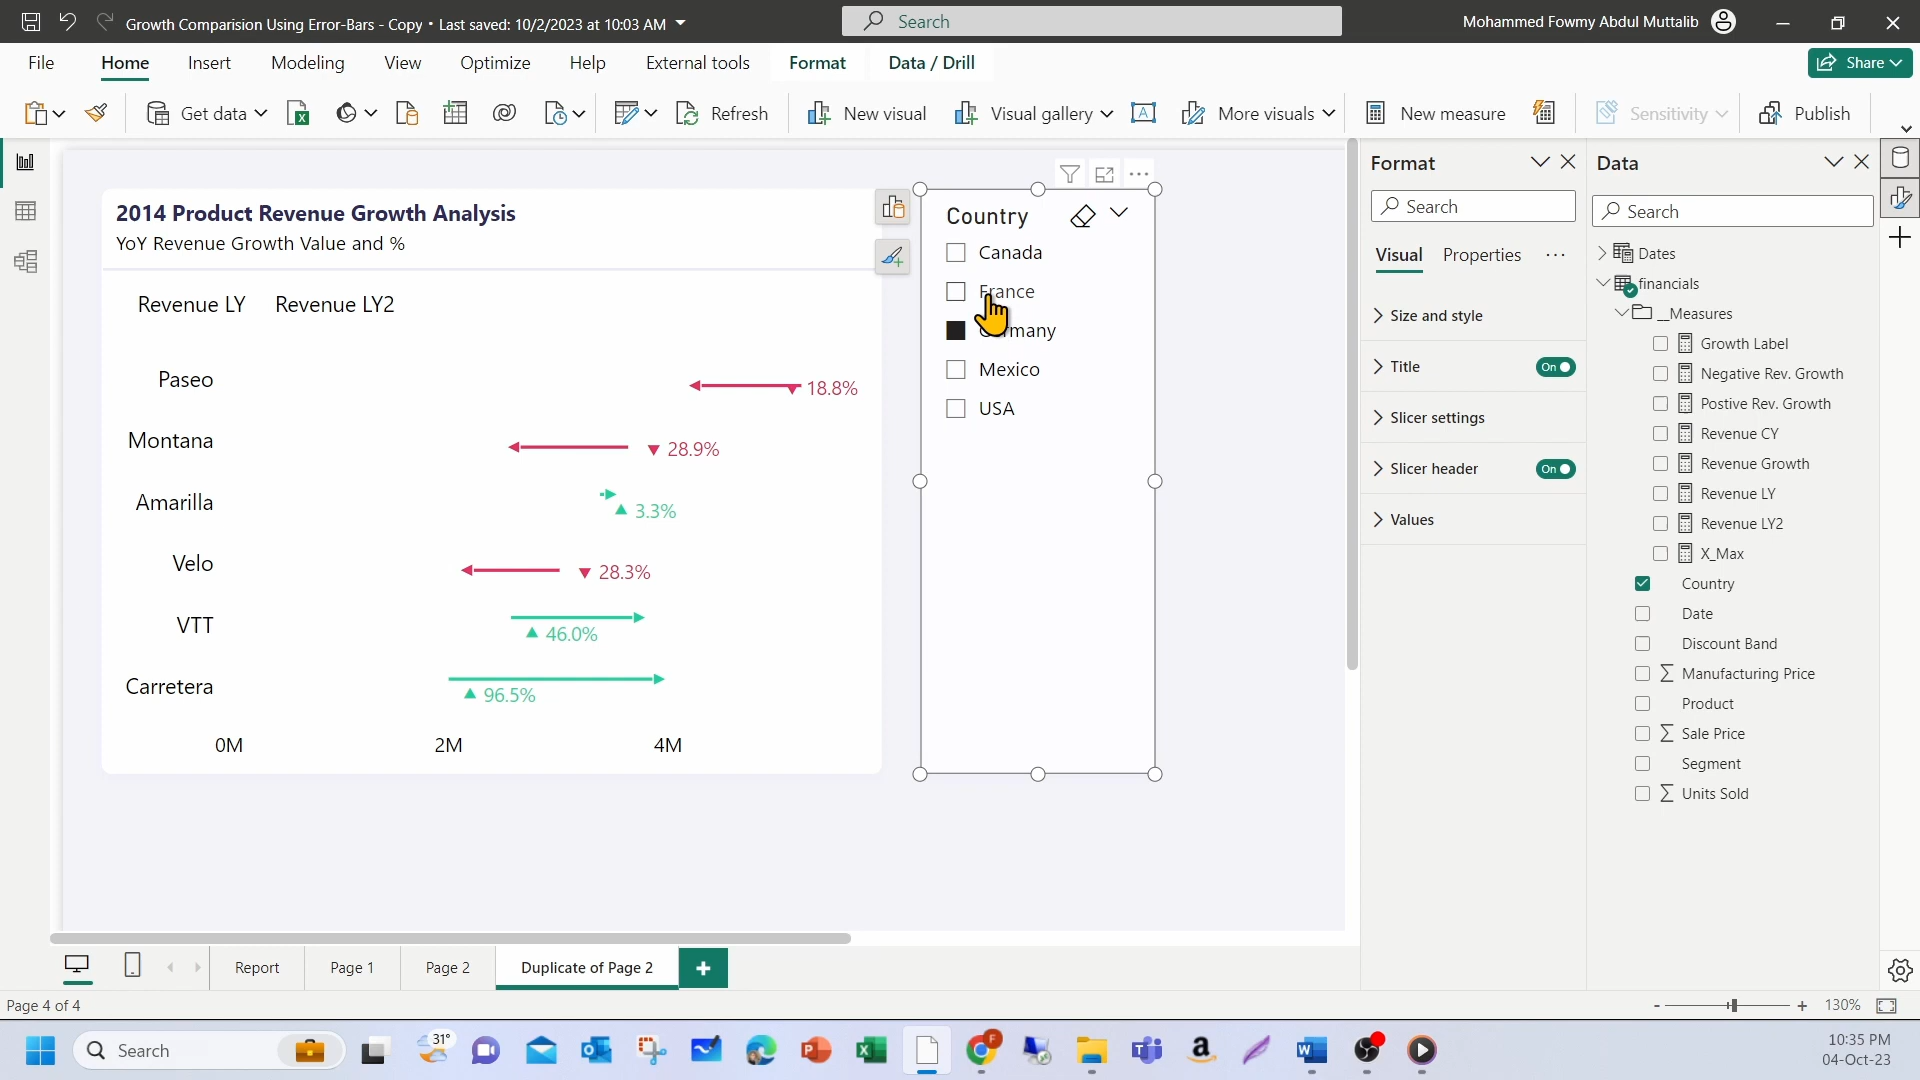 Growth Comparision Using Error-Bars - Copy • Last saved: 10/2/2023 at 10:03 AM
Search
Mohammed Fowmy Abdul Muttalib
File Home Insert Modeling View Optimize Help External tools Format Data / Drill
Share
Get data
Refresh
New visual
Visual gallery
More visuals
New measure
Sensitivity
Publish
2014 Product Revenue Growth Analysis
YoY Revenue Growth Value and %
Revenue LY Revenue LY2
Paseo 18.8%
Montana 28.9%
Amarilla 3.3%
Velo 28.3%
VTT 46.0%
Carretera 96.5%
0M 2M 4M
Country
Canada
France
Germany
Mexico
USA
Format
Search
Visual Properties
Size and style
Title On
Slicer settings
Slicer header On
Values
Data
Search
Dates
financials
__Measures
Growth Label
Negative Rev. Growth
Postive Rev. Growth
Revenue CY
Revenue Growth
Revenue LY
Revenue LY2
X_Max
Country
Date
Discount Band
Manufacturing Price
Product
Sale Price
Segment
Units Sold
Report Page 1 Page 2 Duplicate of Page 2
Page 4 of 4
130%
Search
31°
F
10:35 PM
04-Oct-23